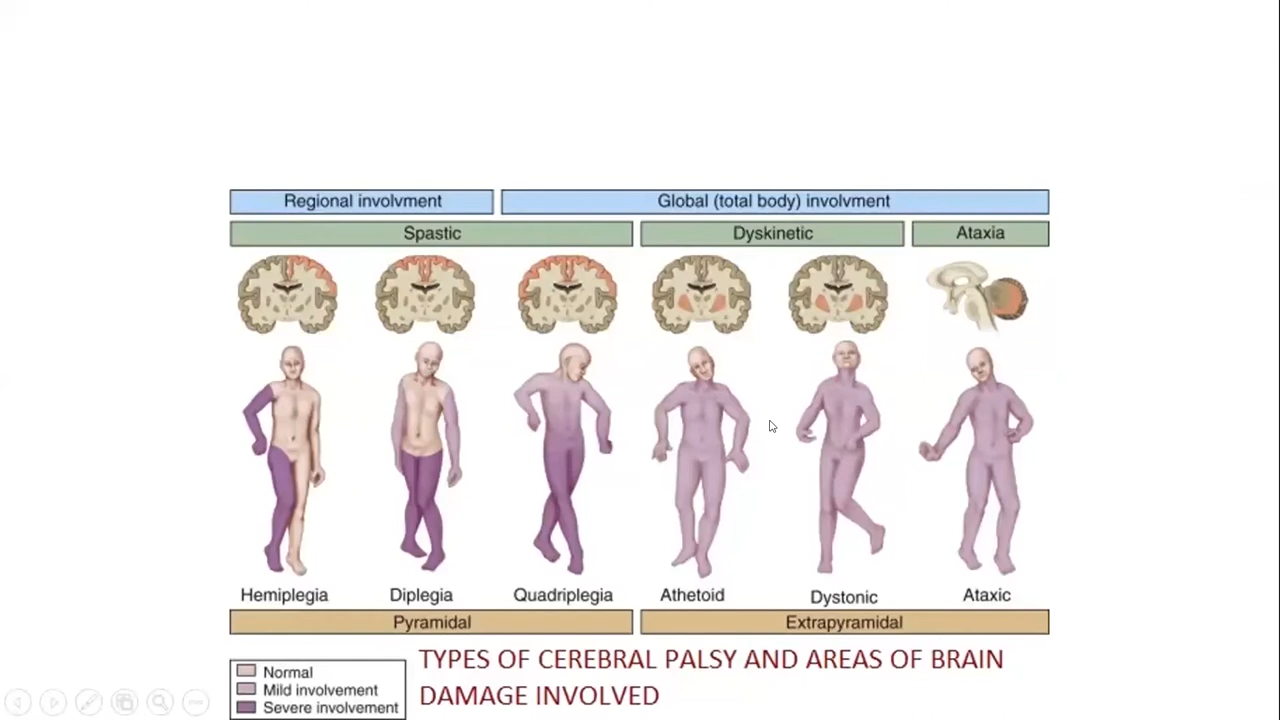 Regional involvment
Global (total body) involvment
Spastic
Dyskinetic
Ataxia
Hemiplegia
Diplegia
Quadriplegia
Athetoid
Dystonic
Ataxic
Pyramidal
Extrapyramidal
Normal
Mild involvement
Severe involvement
TYPES OF CEREBRAL PALSY AND AREAS OF BRAIN
DAMAGE INVOLVED